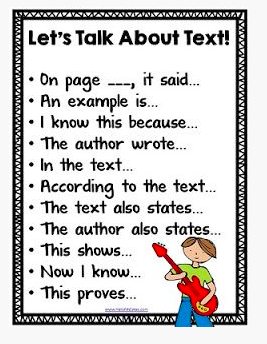 Let's Talk About Text!
• On page ___, it said...
• An example is...
• I know this because...
• The author wrote...
• In the text...
• According to the text...
• The text also states...
• The author also states...
• This shows...
• Now I know...
• This proves...